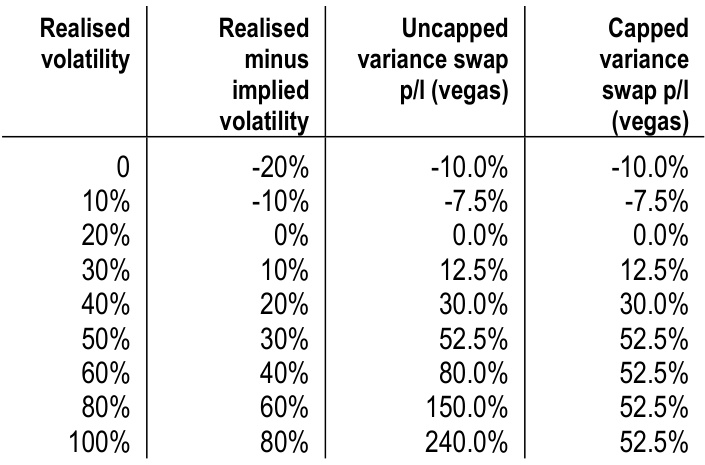 Realised Realised Uncapped Capped
volatility minus variance swap variance
implied p/l (vegas) swap p/l
volatility (vegas)
0 -20% -10.0% -10.0%
10% -10% -7.5% -7.5%
20% 0% 0.0% 0.0%
30% 10% 12.5% 12.5%
40% 20% 30.0% 30.0%
50% 30% 52.5% 52.5%
60% 40% 80.0% 52.5%
80% 60% 150.0% 52.5%
100% 80% 240.0% 52.5%